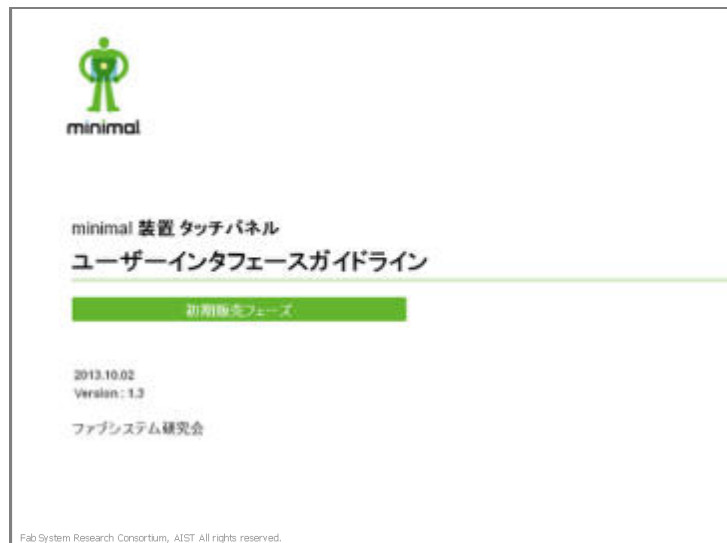 minimal
minimal 装置 タッチパネル
ユーザーインタフェースガイドライン
初期販売フェーズ
2013.10.02
Version : 1.3
ファブシステム研究会
Fab System Research Consortium, AIST All rights reserved.